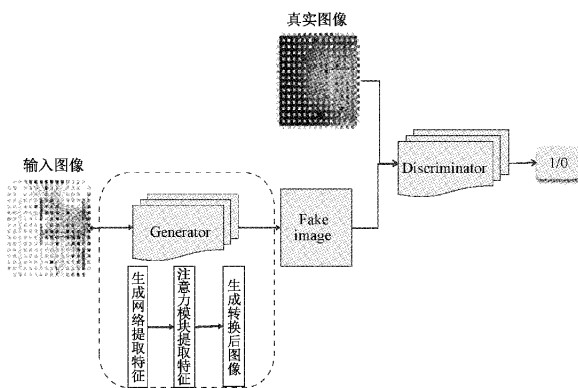 真实图像
输入图像
Generator
Fake
image
Discriminator
1/0
生成网络提取特征
注意力模块提取特征
生成转换后图像